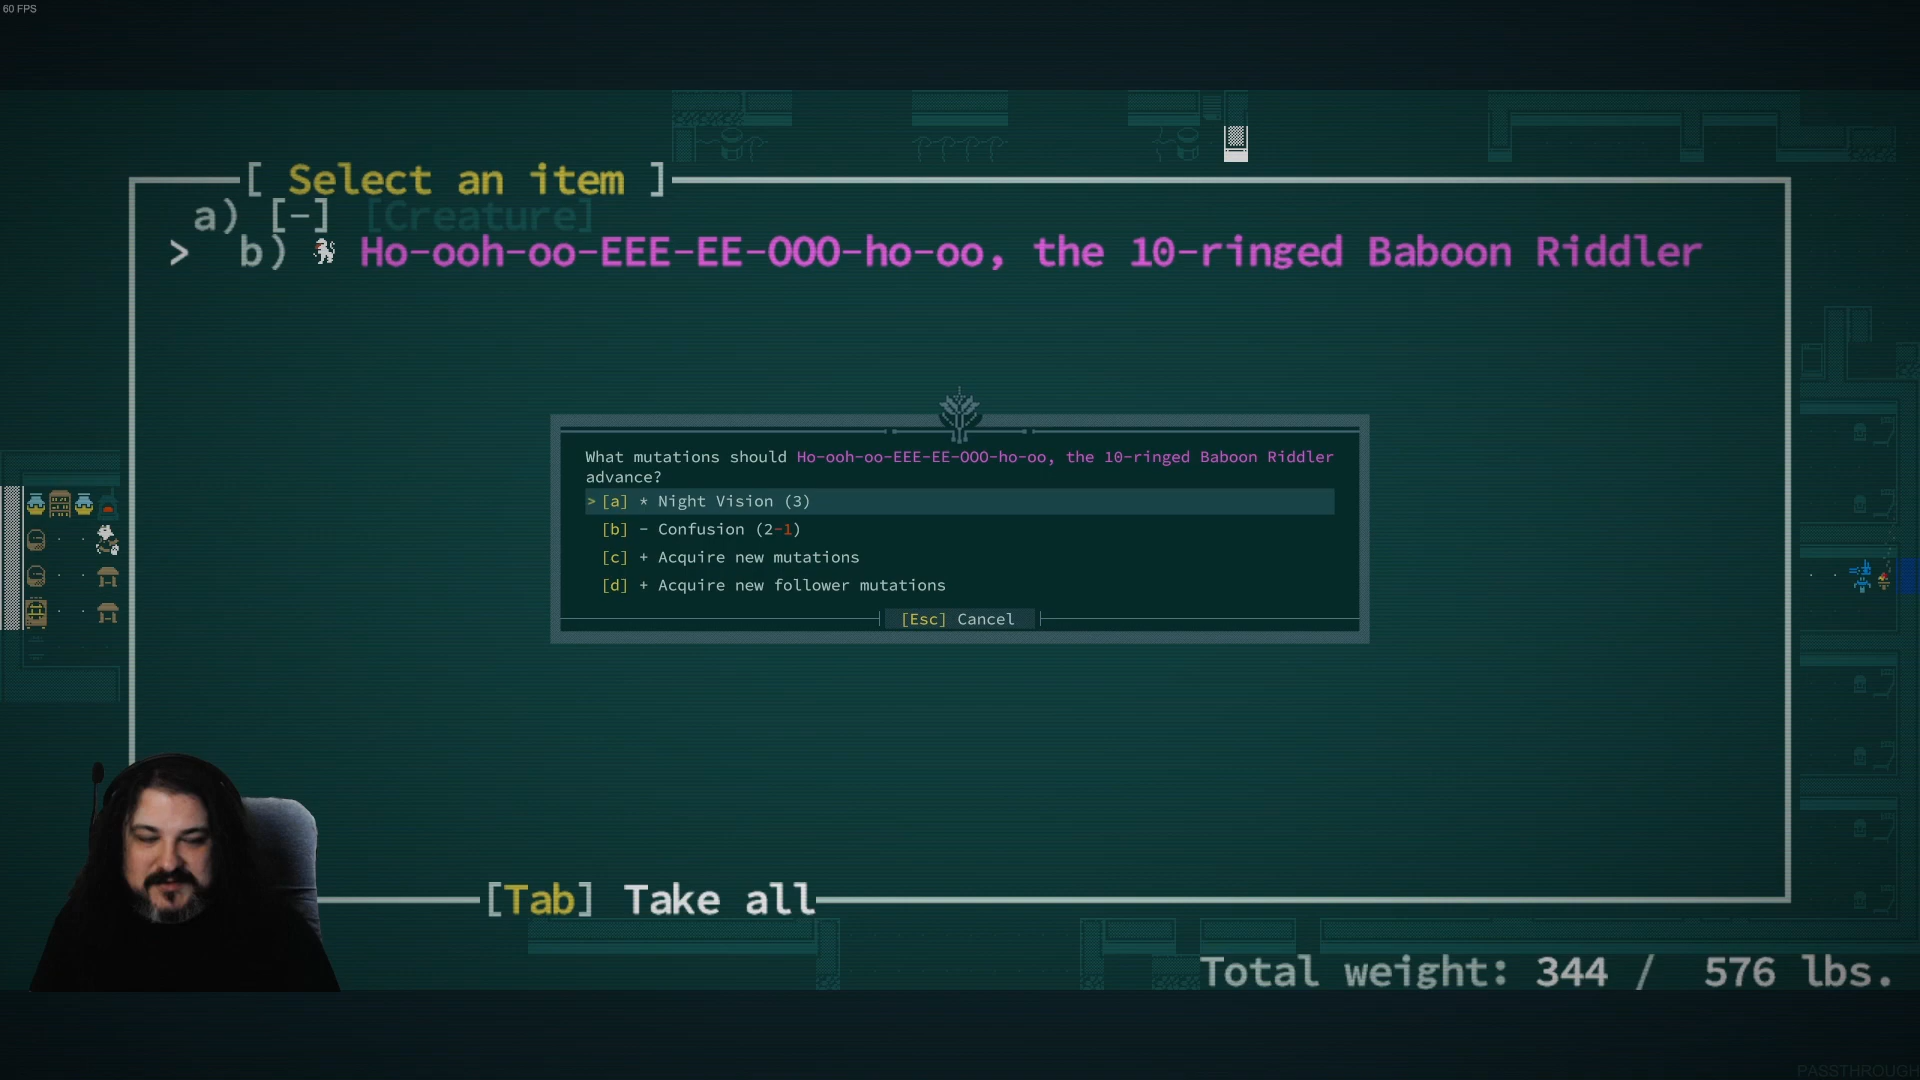 60 FPS
[ Select an item ]
a) [-] [Creature]
> b) Ho-ooh-oo-EEE-EE-OOO-ho-oo, the 10-ringed Baboon Riddler
What mutations should Ho-ooh-oo-EEE-EE-OOO-ho-oo, the 10-ringed Baboon Riddler
advance?
> [a] * Night Vision (3)
[b] - Confusion (2-1)
[c] + Acquire new mutations
[d] + Acquire new follower mutations
[Esc] Cancel
[Tab] Take all
Total weight: 344 / 576 lbs.
PASSTHROUGH